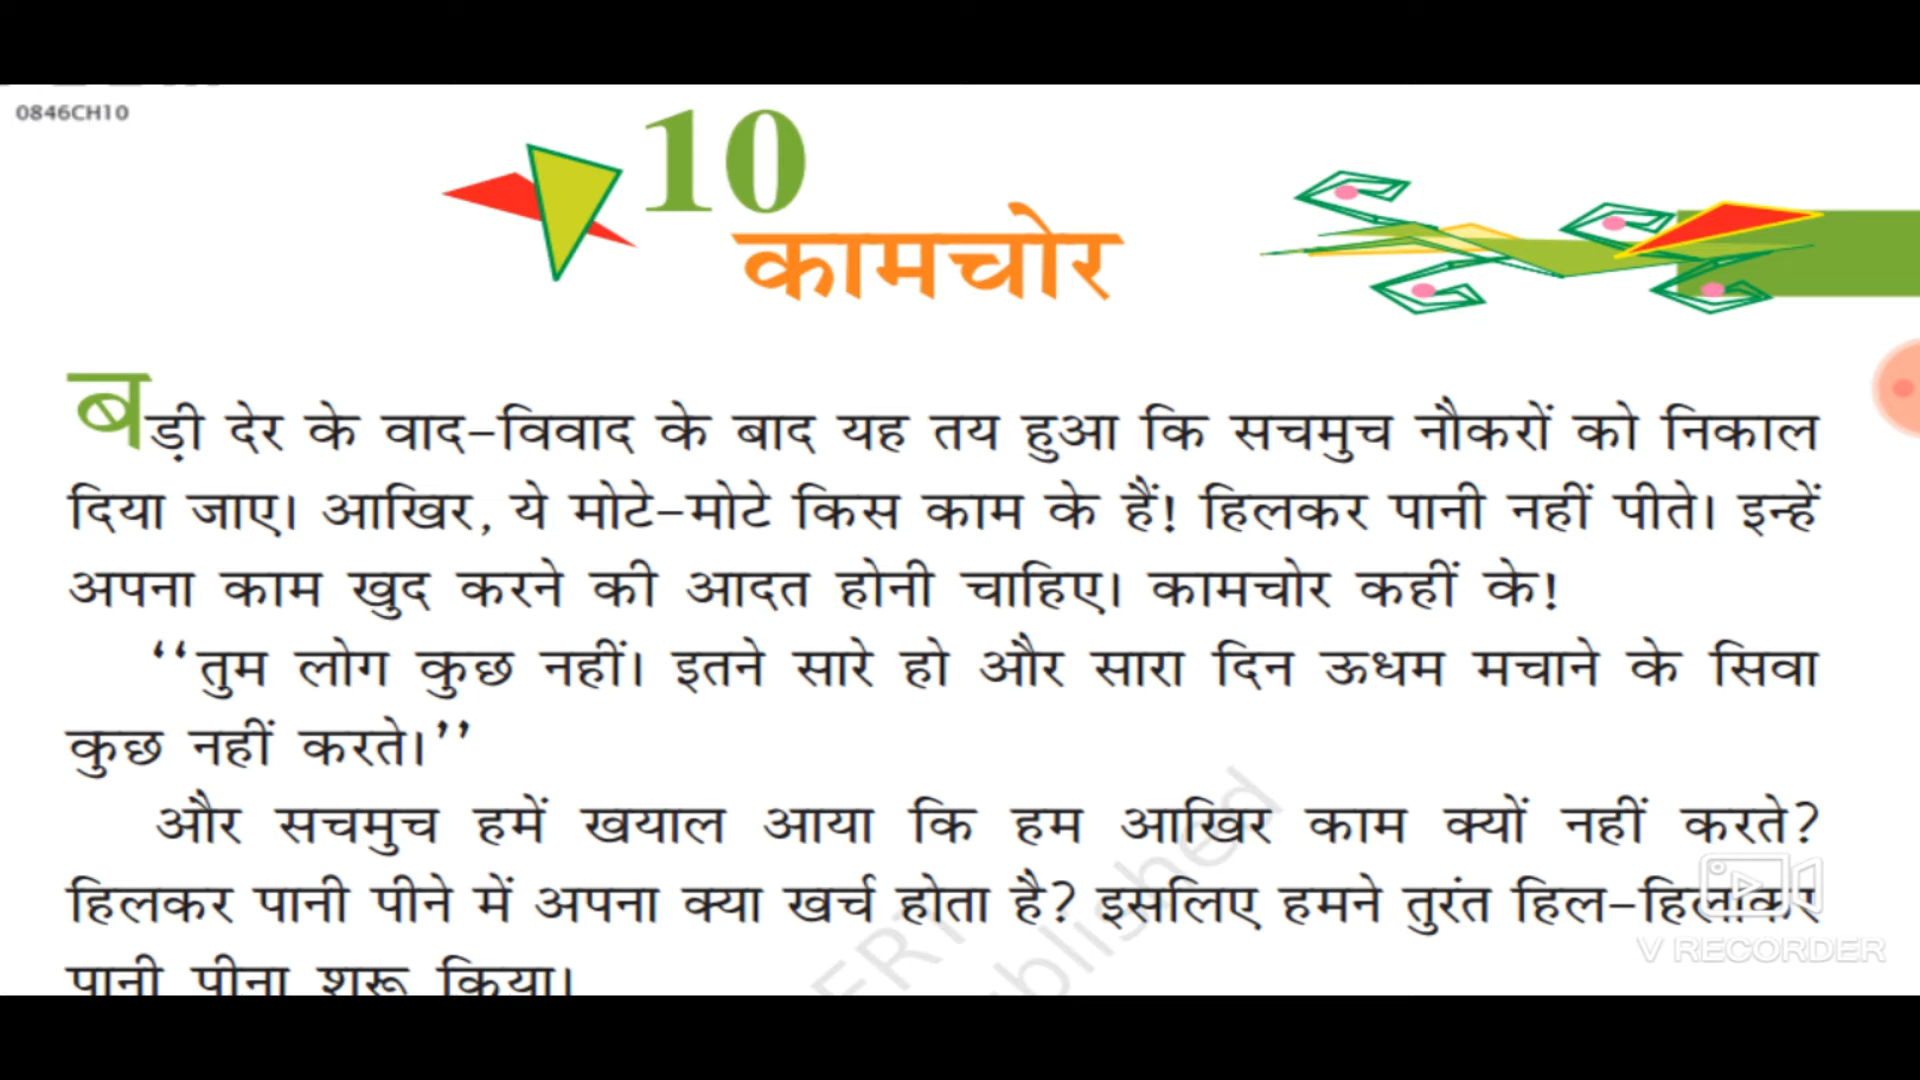 0846CH10
10
कामचोर
बड़ी देर के वाद-विवाद के बाद यह तय हुआ कि सचमुच नौकरों को निकाल
दिया जाए। आखिर, ये मोटे-मोटे किस काम के हैं! हिलकर पानी नहीं पीते। इन्हें
अपना काम खुद करने की आदत होनी चाहिए। कामचोर कहीं के!
‘‘तुम लोग कुछ नहीं। इतने सारे हो और सारा दिन ऊधम मचाने के सिवा
कुछ नहीं करते।’’
और सचमुच हमें खयाल आया कि हम आखिर काम क्यों नहीं करते?
हिलकर पानी पीने में अपना क्या खर्च होता है? इसलिए हमने तुरंत हिल-हिलाकर
पानी पीना शुरू किया।
V RECORDER